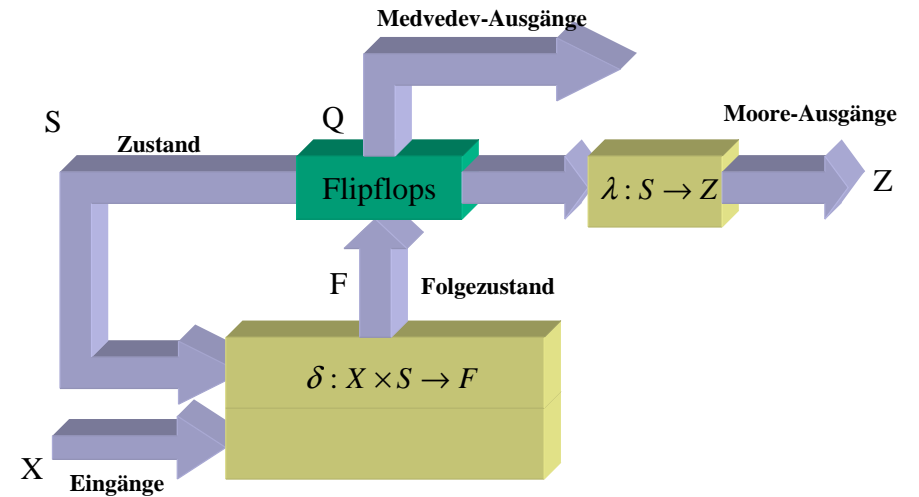 Medvedev-Ausgänge
S
Q
Moore-Ausgänge
Zustand
Flipflops
λ : S → Z
Z
F
Folgezustand
δ : X × S → F
X
Eingänge